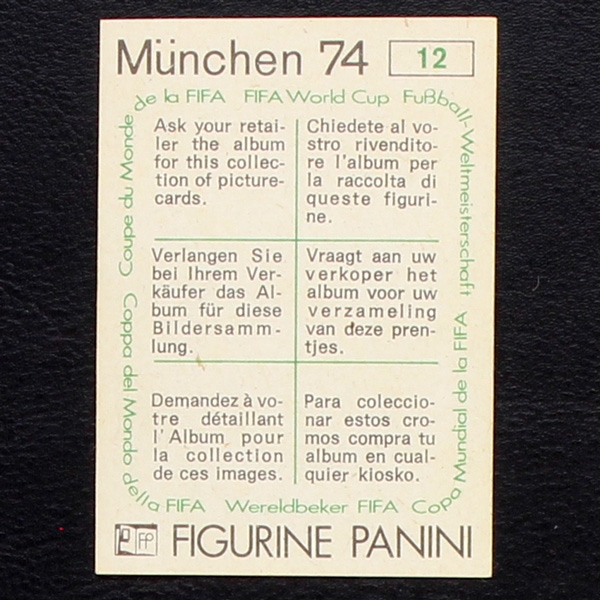 München 74 12
de la FIFA FIFA World Cup Fußball-Weltmeisterschaft
Ask your retai-
ler the album
for this collec-
tion of picture-
cards.
Chiedete al vo-
stro rivendito-
re l'album per
la raccolta di
queste figuri-
ne.
Verlangen Sie
bei Ihrem Ver-
käufer das Al-
bum für diese
Bildersamm-
lung.
Vraagt aan uw
verkoper het
album voor uw
verzameling
van deze pren-
tjes.
Demandez à vo-
tre détaillant
l'Album pour
la collection
de ces images.
Para coleccio-
nar estos cro-
mos compra tu
album en cual-
quier kiosko.
Coupe du Monde
Coppa del Mondo della FIFA Wereldbeker FIFA Copa Mundial de la FIFA
FP FIGURINE PANINI